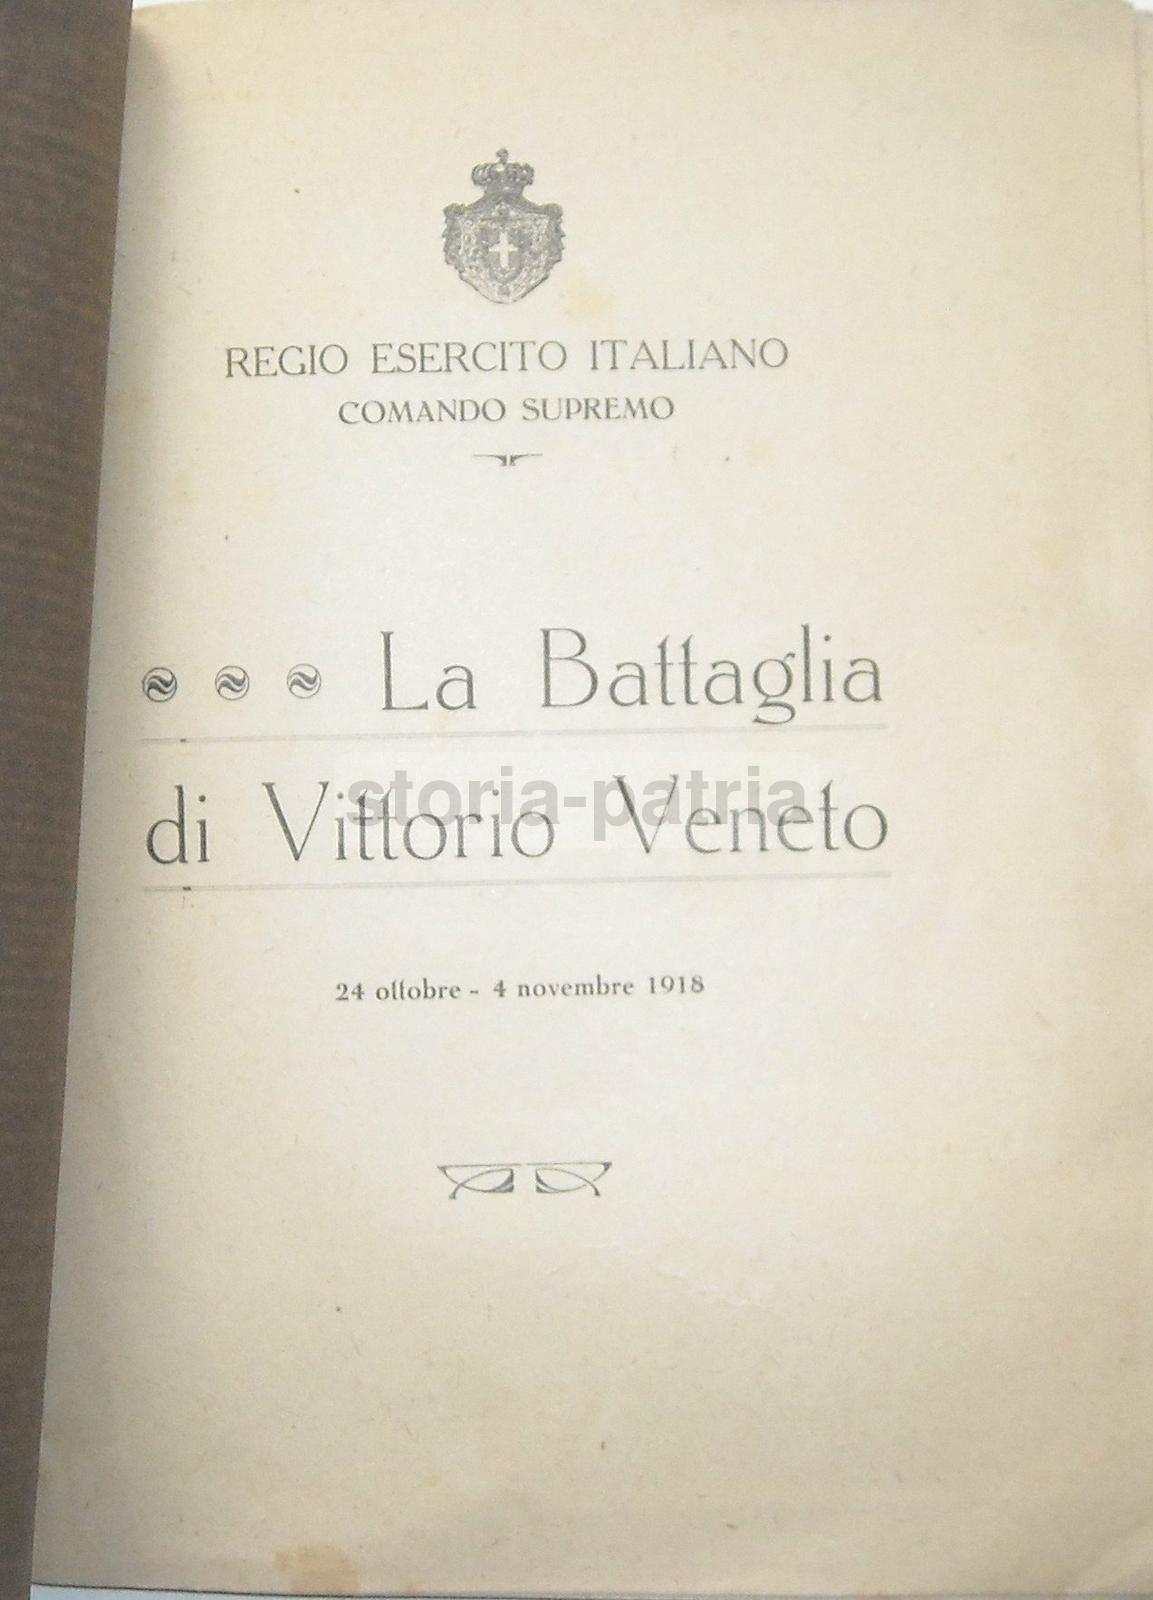 REGIO ESERCITO ITALIANO
COMANDO SUPREMO
La Battaglia
di Vittorio Veneto
storia-patria
24 ottobre - 4 novembre 1918